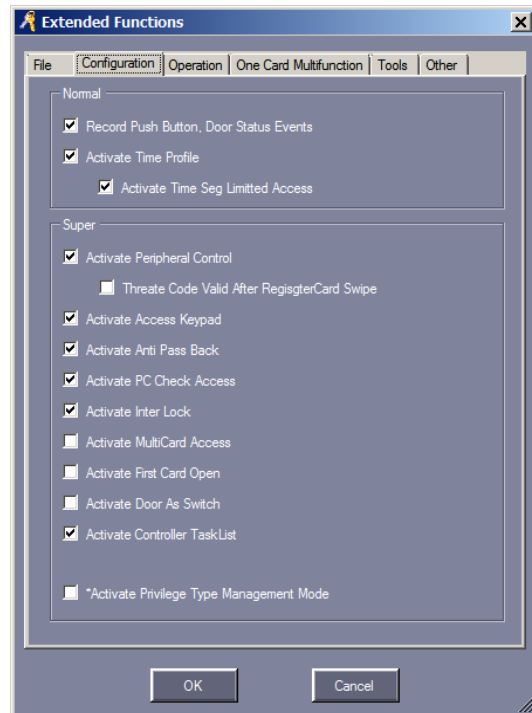 Extended Functions
File Configuration Operation One Card Multifunction Tools Other
Normal
Record Push Button, Door Status Events
Activate Time Profile
Activate Time Seg Limitted Access
Super
Activate Peripheral Control
Threate Code Valid After RegisgterCard Swipe
Activate Access Keypad
Activate Anti Pass Back
Activate PC Check Access
Activate Inter Lock
Activate MultiCard Access
Activate First Card Open
Activate Door As Switch
Activate Controller TaskList
*Activate Privilege Type Management Mode
OK Cancel